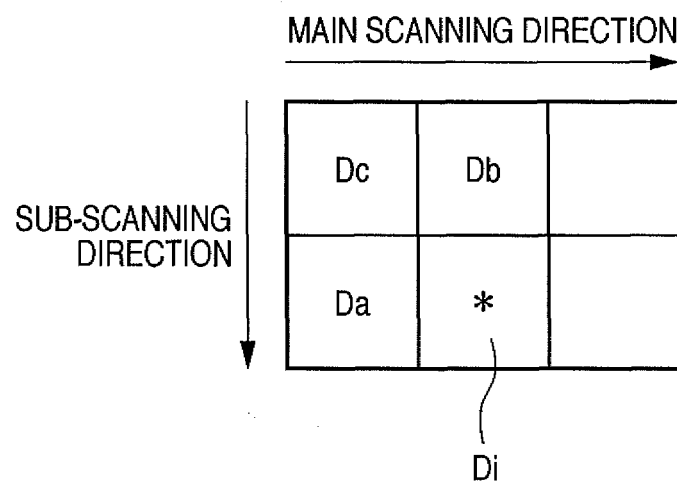 MAIN SCANNING DIRECTION
Dc Db
SUB-SCANNING
DIRECTION
Da *
Di